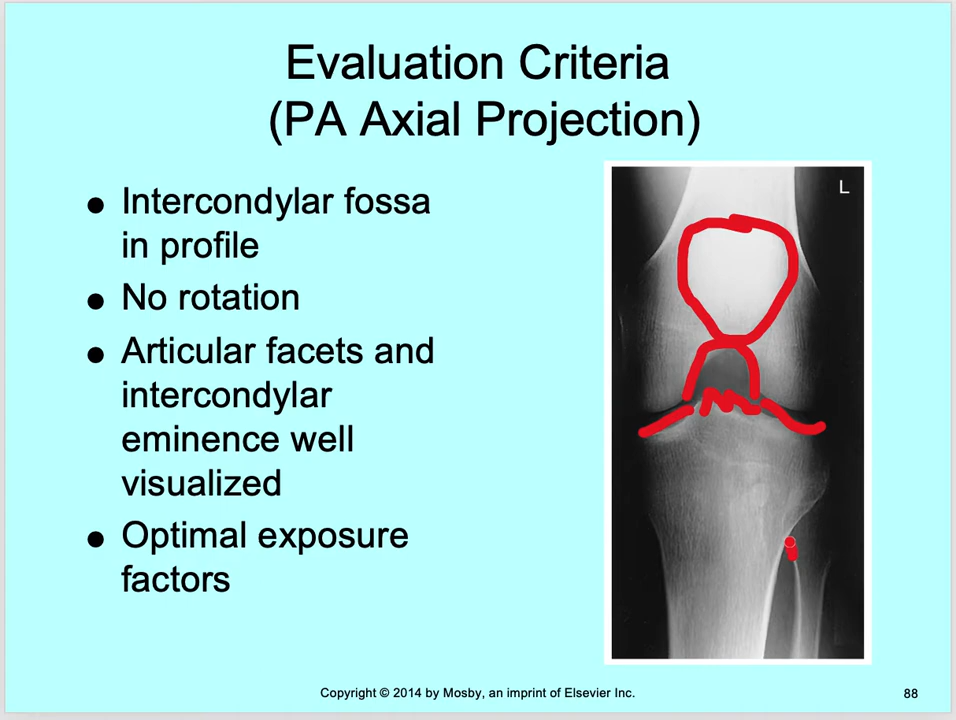 Evaluation Criteria
(PA Axial Projection)
● Intercondylar fossa
in profile
● No rotation
● Articular facets and
intercondylar
eminence well
visualized
● Optimal exposure
factors
L
Copyright © 2014 by Mosby, an imprint of Elsevier Inc.
88